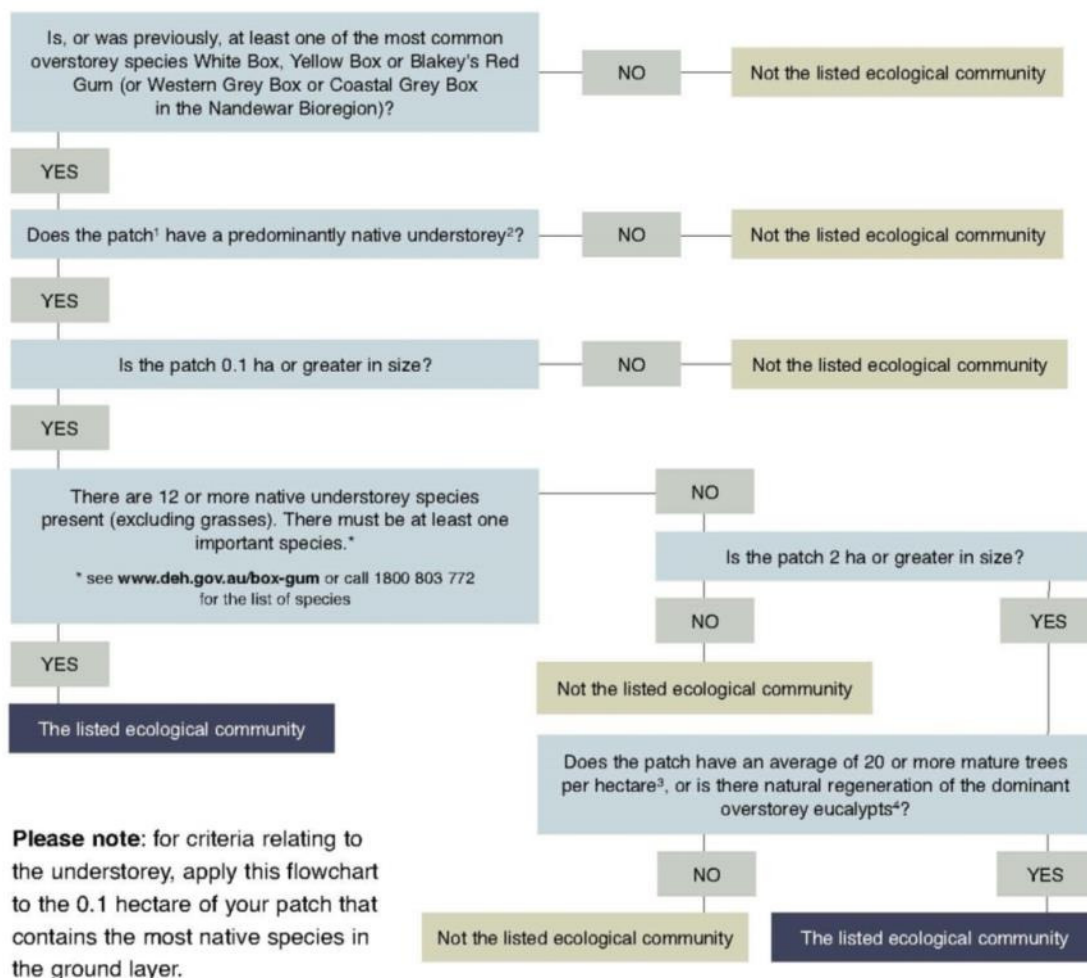 Is, or was previously, at least one of the most common
overstorey species White Box, Yellow Box or Blakey's Red
Gum (or Western Grey Box or Coastal Grey Box
in the Nandewar Bioregion)?
NO
Not the listed ecological community
YES
Does the patch¹ have a predominantly native understorey²?
NO
Not the listed ecological community
YES
Is the patch 0.1 ha or greater in size?
NO
Not the listed ecological community
YES
There are 12 or more native understorey species
present (excluding grasses). There must be at least one
important species.*
* see www.deh.gov.au/box-gum or call 1800 803 772
for the list of species
NO
Is the patch 2 ha or greater in size?
NO
YES
YES
Not the listed ecological community
The listed ecological community
Does the patch have an average of 20 or more mature trees
per hectare³, or is there natural regeneration of the dominant
overstorey eucalypts⁴?
NO
YES
Not the listed ecological community
The listed ecological community
Please note: for criteria relating to
the understorey, apply this flowchart
to the 0.1 hectare of your patch that
contains the most native species in
the ground layer.